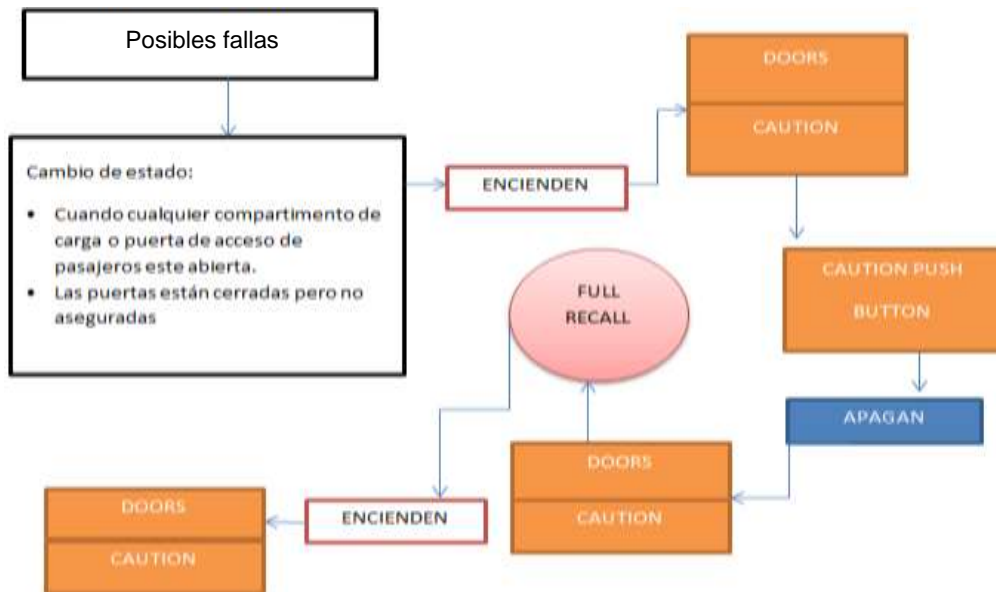 Posibles fallas
Cambio de estado:
• Cuando cualquier compartimento de
carga o puerta de acceso de
pasajeros este abierta.
• Las puertas están cerradas pero no
aseguradas
ENCIENDEN
DOORS
CAUTION
CAUTION PUSH
BUTTON
APAGAN
DOORS
CAUTION
FULL
RECALL
ENCIENDEN
DOORS
CAUTION